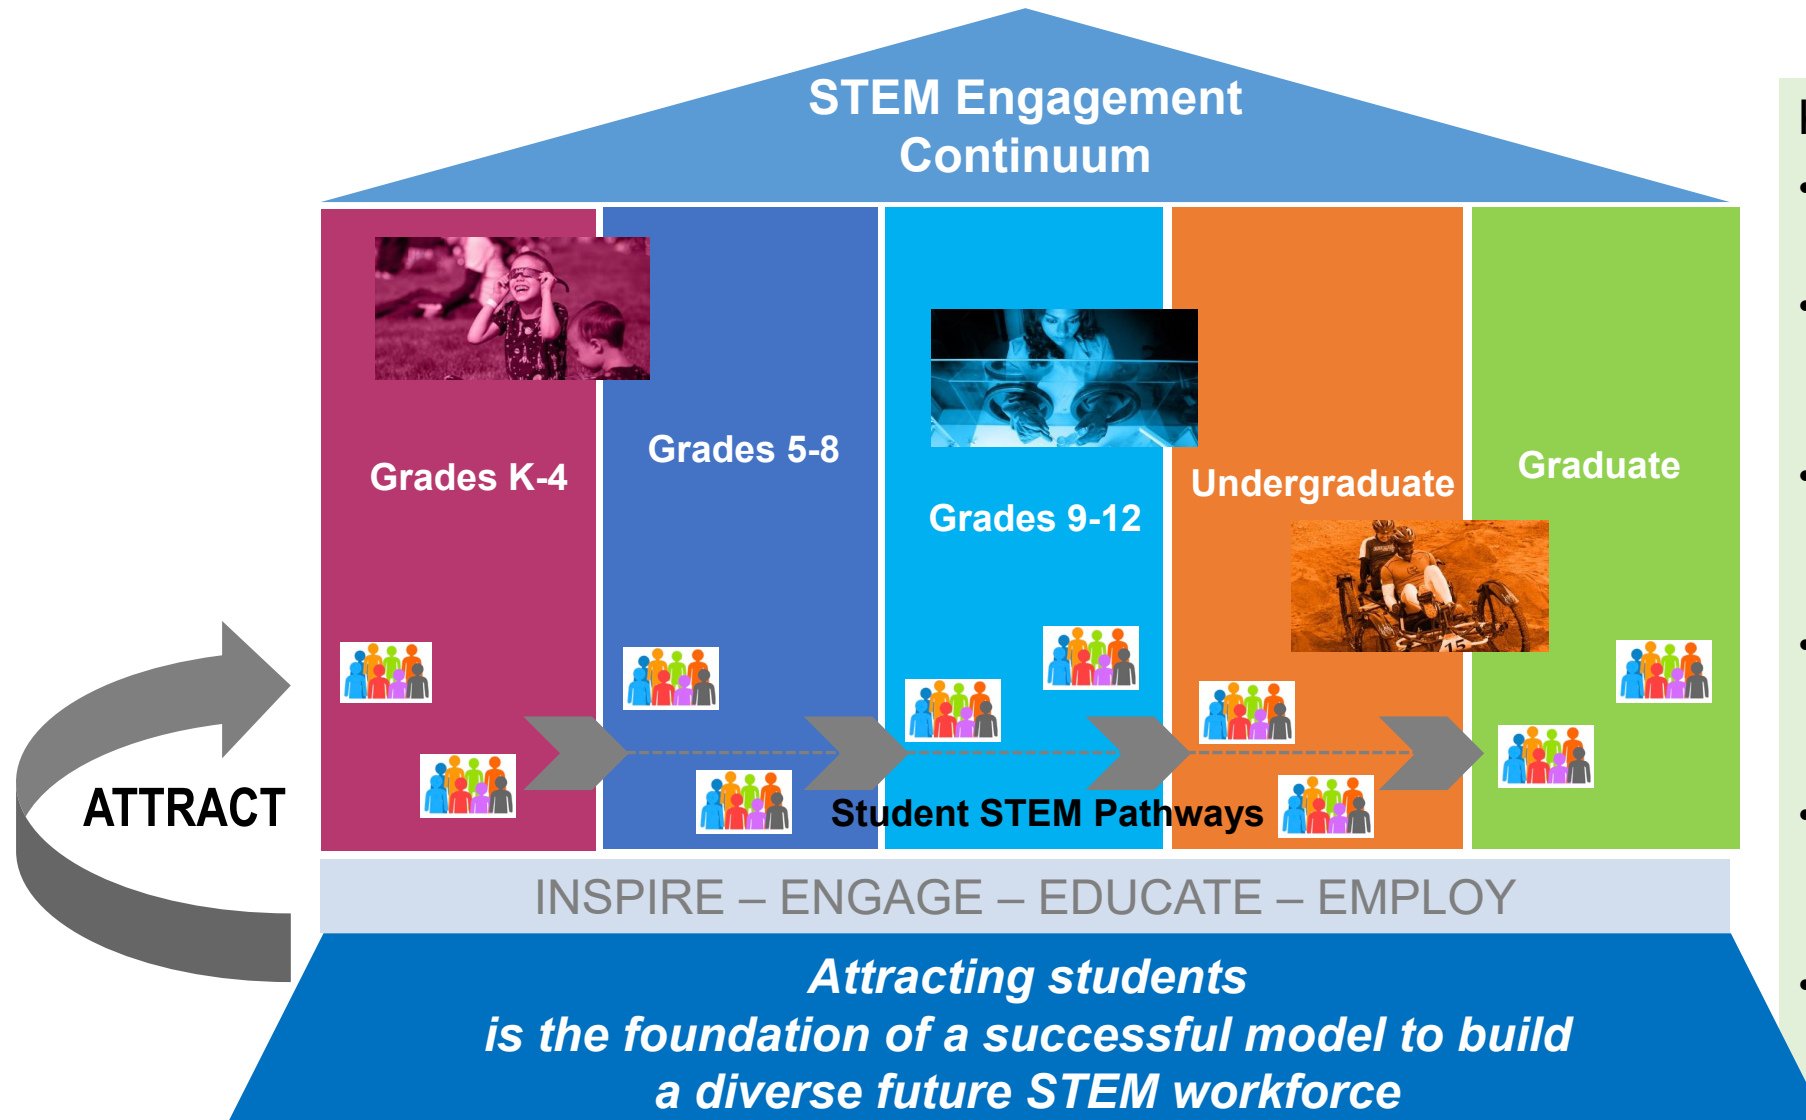 STEM Engagement
Continuum
Grades K-4
Grades 5-8
Grades 9-12
Undergraduate
Graduate
15
ATTRACT
Student STEM Pathways
INSPIRE – ENGAGE – EDUCATE – EMPLOY
Attracting students
is the foundation of a successful model to build
a diverse future STEM workforce